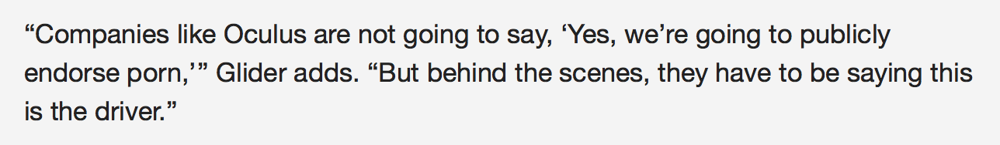 “Companies like Oculus are not going to say, ‘Yes, we’re going to publicly
endorse porn,’” Glider adds. “But behind the scenes, they have to be saying this
is the driver.”